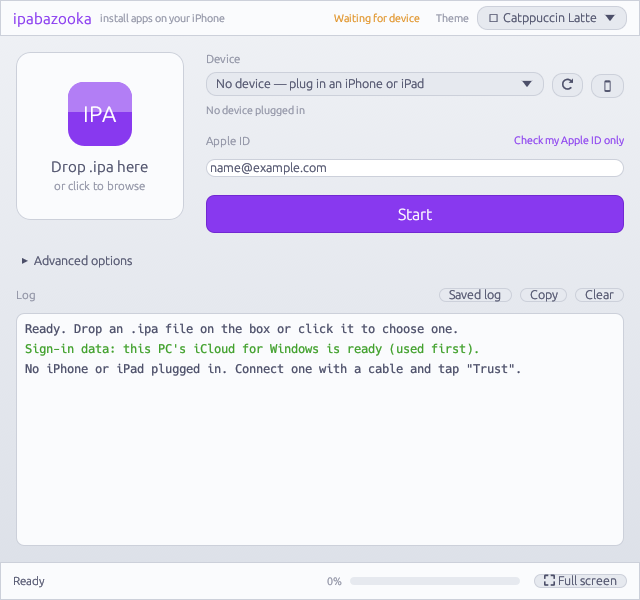 ipabazooka install apps on your iPhone Waiting for device Theme Catppuccin Latte
IPA
Drop .ipa here
or click to browse
Device
No device — plug in an iPhone or iPad
No device plugged in
Apple ID Check my Apple ID only
name@example.com
Start
Advanced options
Log Saved log Copy Clear
Ready. Drop an .ipa file on the box or click it to choose one.
Sign-in data: this PC's iCloud for Windows is ready (used first).
No iPhone or iPad plugged in. Connect one with a cable and tap "Trust".
Ready 0% Full screen